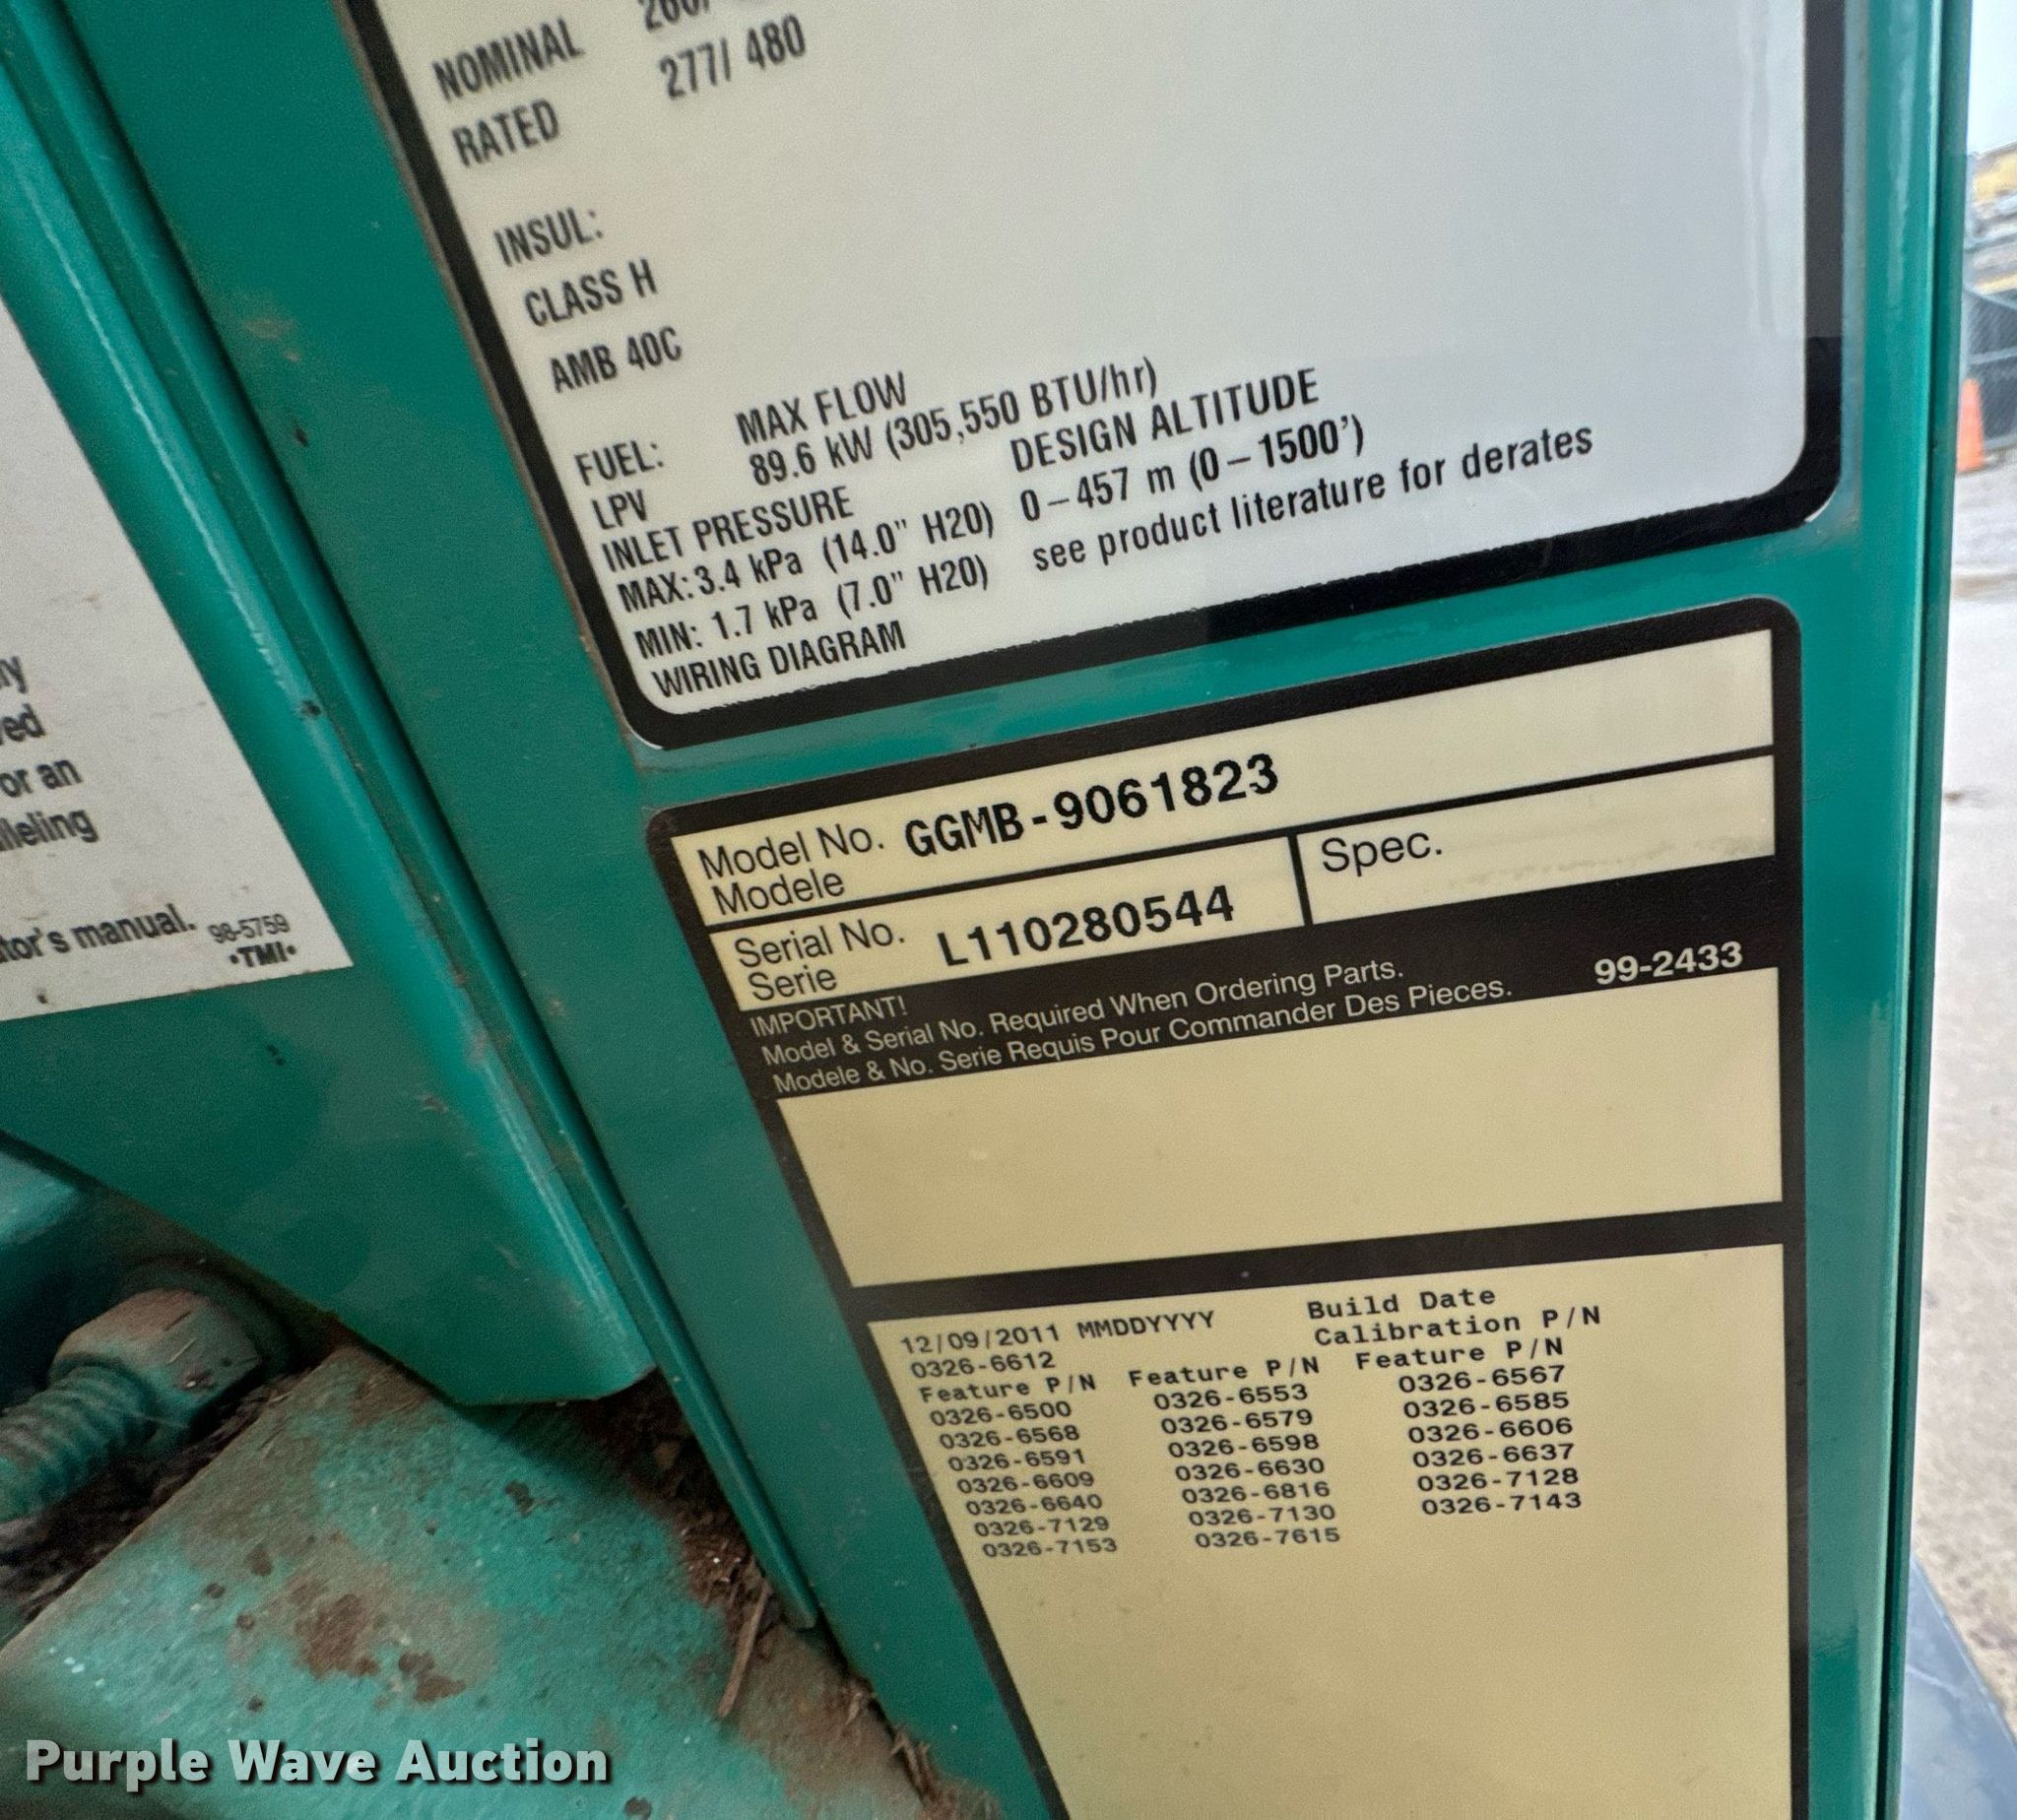 NOMINAL
RATED 277/ 480
INSUL:
CLASS H
AMB 40C
FUEL: MAX FLOW
LPV 89.6 kW (305,550 BTU/hr)
INLET PRESSURE DESIGN ALTITUDE
MAX: 3.4 kPa (14.0" H20) 0–457 m (0–1500')
MIN: 1.7 kPa (7.0" H20) see product literature for derates
WIRING DIAGRAM
or an
tor's manual. 98-5759
•TMI•
Model No. GGMB-9061823
Modele
Serial No. L110280544 Spec.
Serie
IMPORTANT!
Model & Serial No. Required When Ordering Parts. 99-2433
Modele & No. Serie Requis Pour Commander Des Pieces.
12/09/2011 MMDDYYYY Build Date
0326-6612 Calibration P/N
Feature P/N Feature P/N Feature P/N
0326-6500 0326-6553 0326-6567
0326-6568 0326-6579 0326-6585
0326-6591 0326-6598 0326-6606
0326-6609 0326-6630 0326-6637
0326-6640 0326-6816 0326-7128
0326-7129 0326-7130 0326-7143
0326-7153 0326-7615
Purple Wave Auction